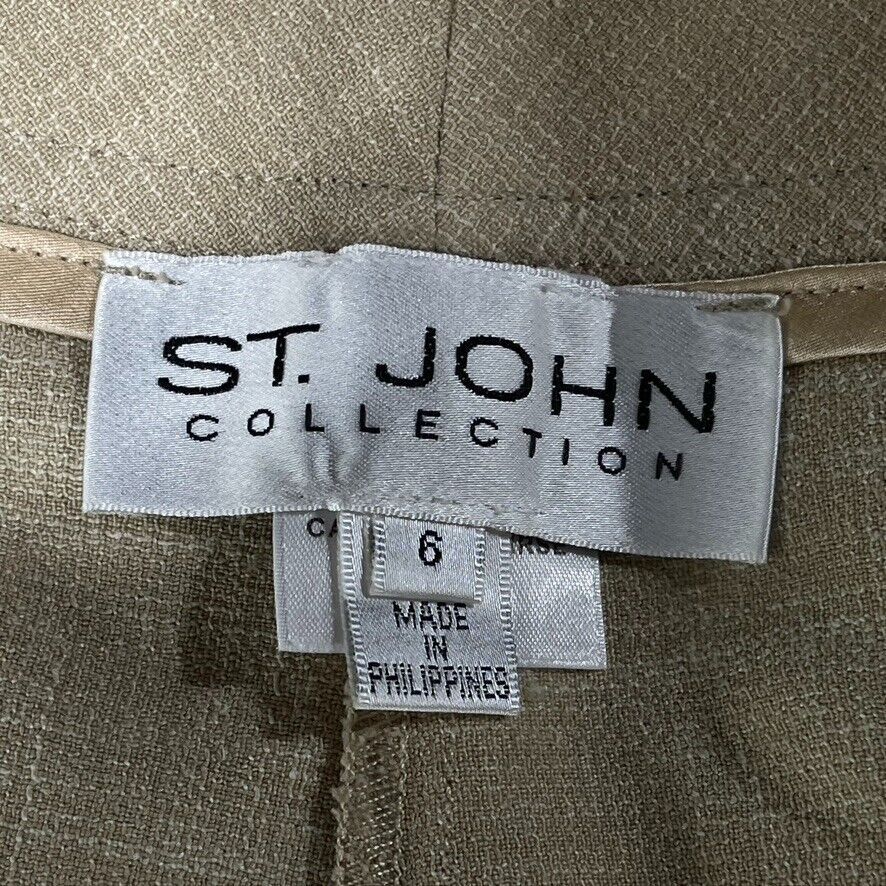 ST. JOHN
COLLECTION
6
MADE
IN
PHILIPPINES